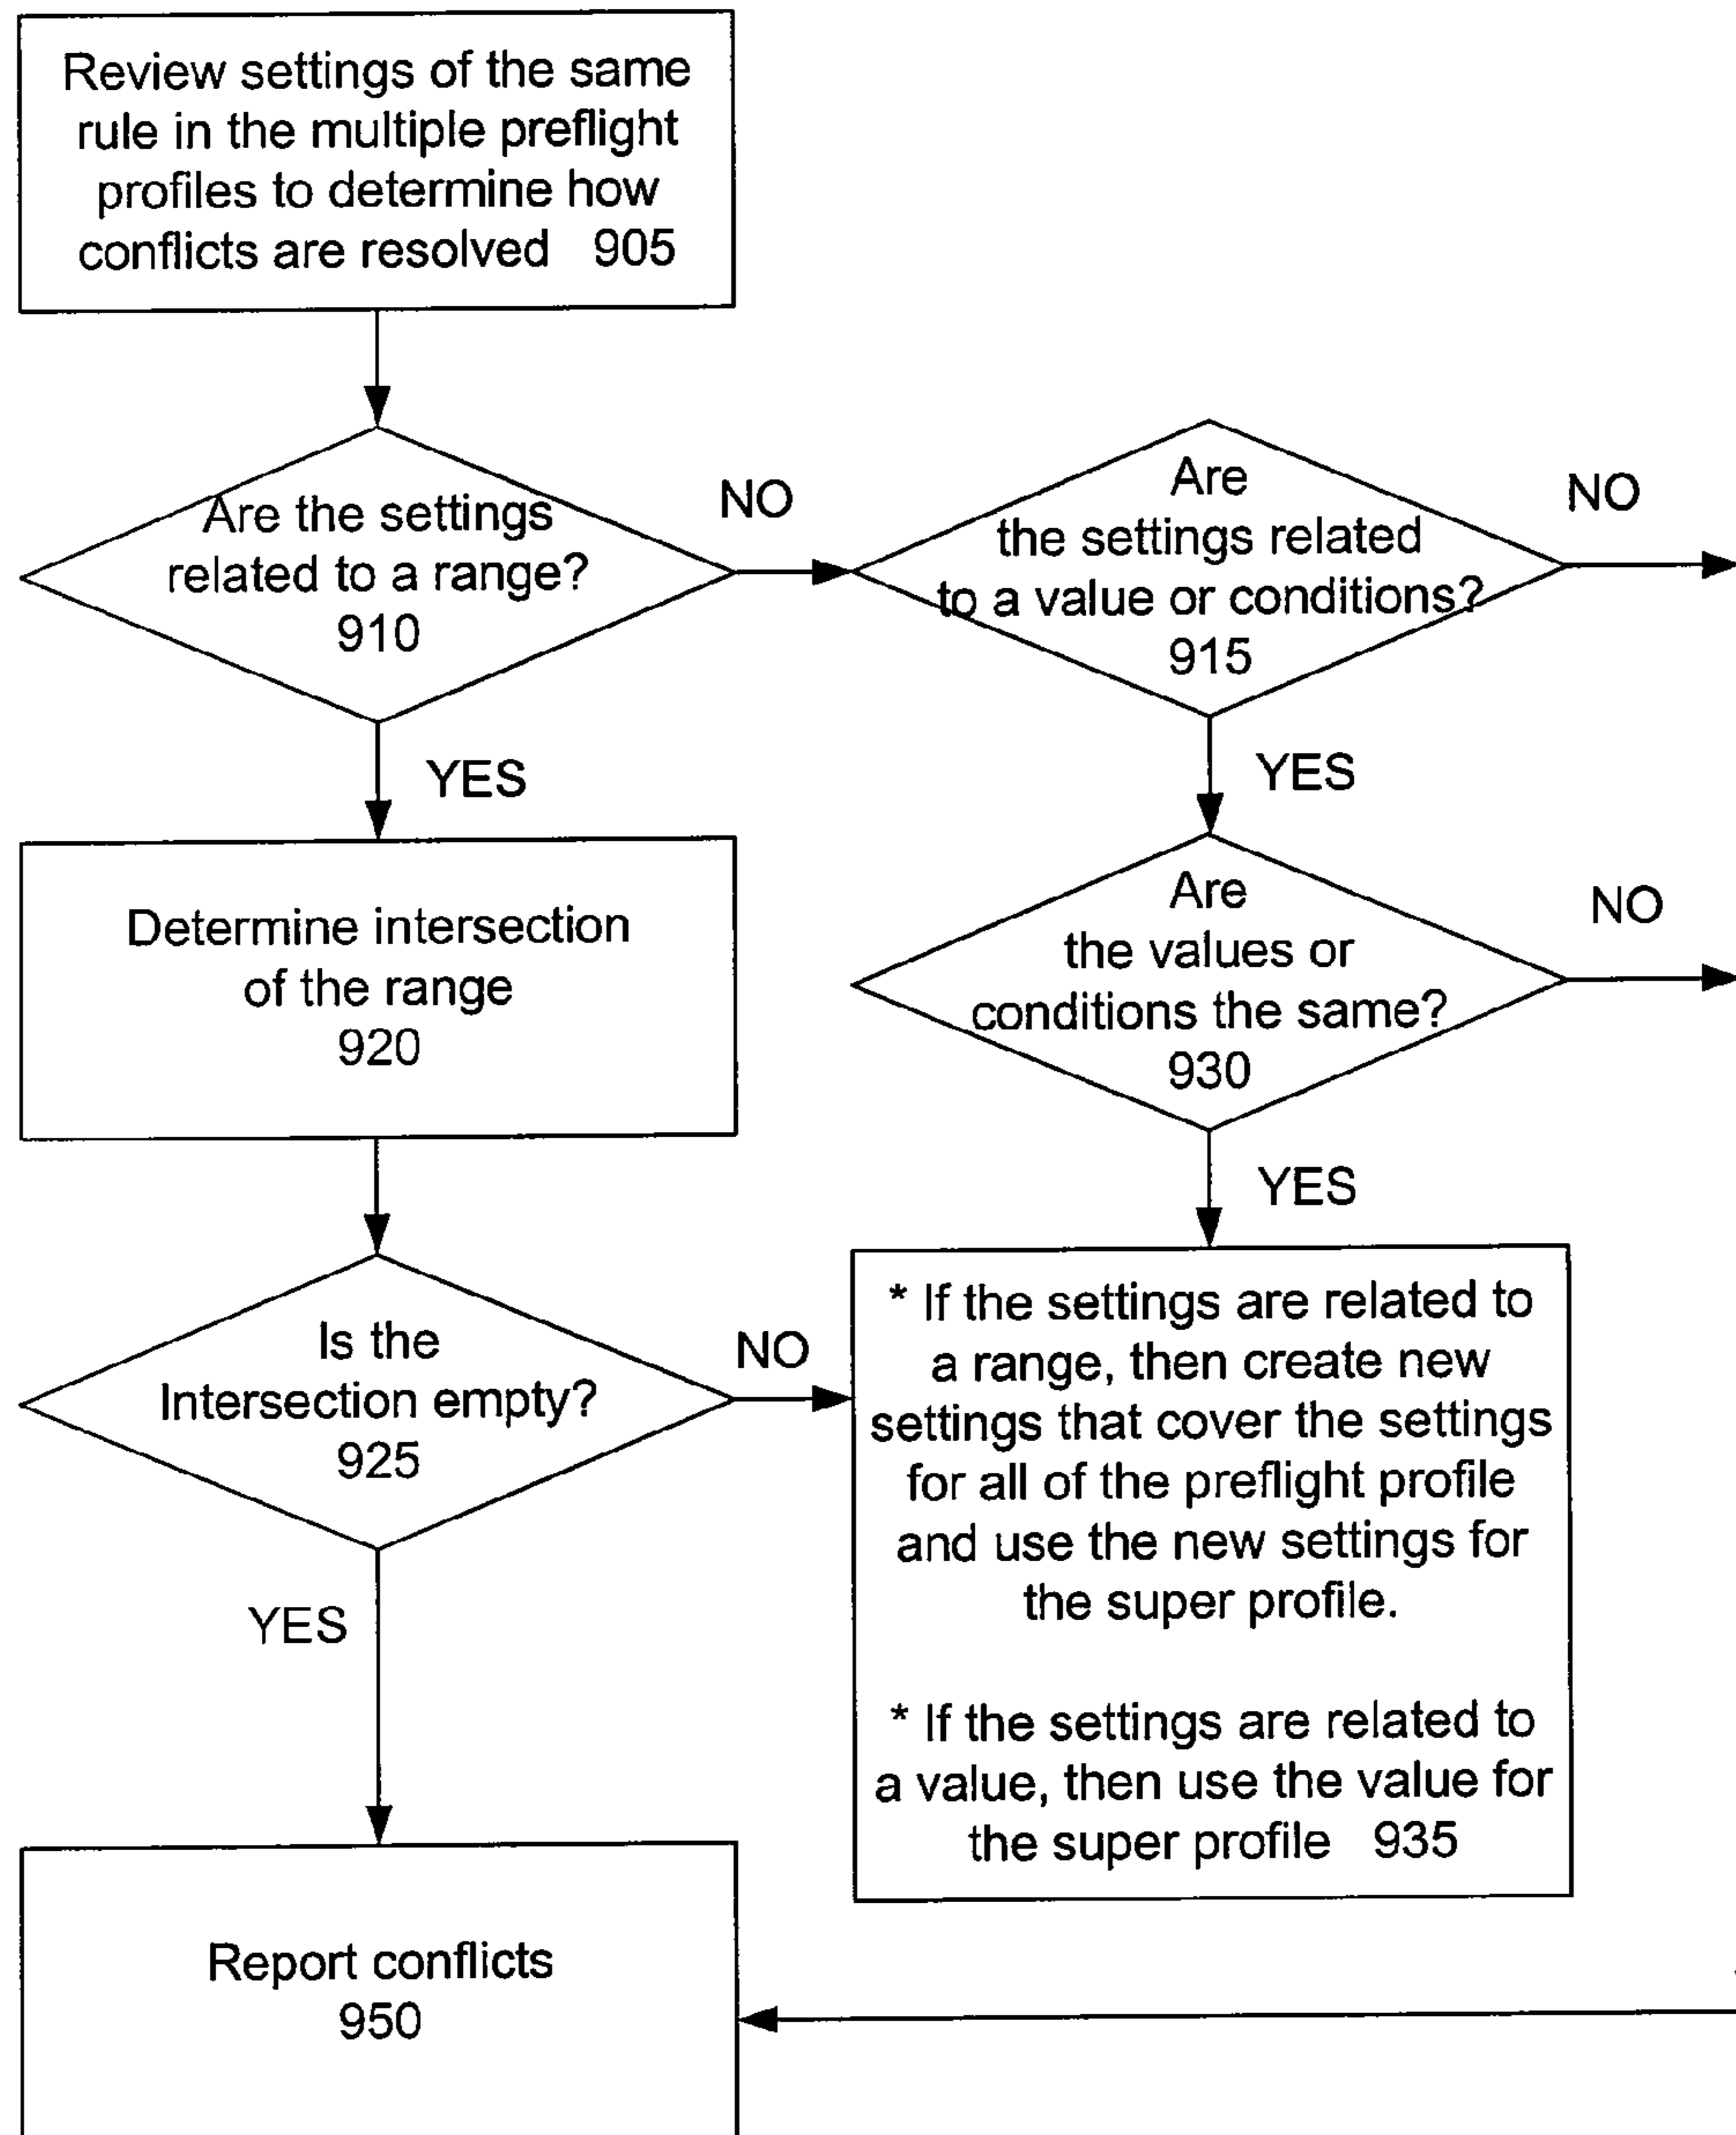 Review settings of the same
rule in the multiple preflight
profiles to determine how
conflicts are resolved 905
Are the settings
related to a range?
910
NO
Are
the settings related
to a value or conditions?
915
NO
YES
YES
Determine intersection
of the range
920
Are
the values or
conditions the same?
930
NO
YES
Is the
Intersection empty?
925
NO
* If the settings are related to
a range, then create new
settings that cover the settings
for all of the preflight profile
and use the new settings for
the super profile.
* If the settings are related to
a value, then use the value for
the super profile 935
YES
Report conflicts
950